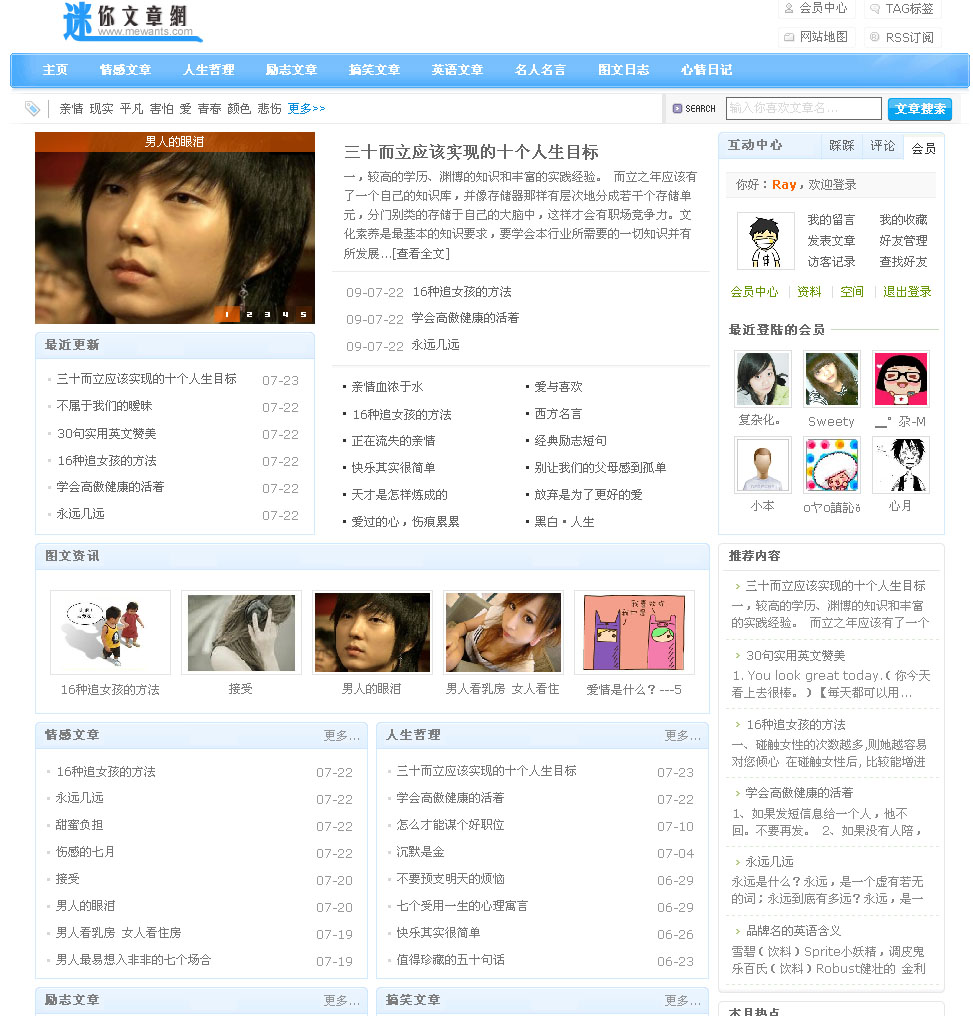 迷你文章網
www.mewants.com
会员中心
TAG标签
网站地图
RSS订阅
主页 情感文章 人生哲理 励志文章 搞笑文章 英语文章 名人名言 图文日志 心情日记
亲情 现实 平凡 害怕 爱 青春 颜色 悲伤 更多>>
SEARCH
输入你喜欢文章名...
文章搜索
男人的眼泪
1 2 3 4 5
三十而立应该实现的十个人生目标
一，较高的学历、渊博的知识和丰富的实践经验。 而立之年应该有
了一个自己的知识库，并像存储器那样有层次地分成若干个存储单
元，分门别类的存储于自己的大脑中，这样才会有职场竞争力。文
化素养是最基本的知识要求，要学会本行业所需要的一切知识并有
所发展...[查看全文]
09-07-22 16种追女孩的方法
09-07-22 学会高傲健康的活着
09-07-22 永远几远
亲情血浓于水
爱与喜欢
16种追女孩的方法
西方名言
正在流失的亲情
经典励志短句
快乐其实很简单
别让我们的父母感到孤单
天才是怎样炼成的
放弃是为了更好的爱
爱过的心，伤痕累累
黑白·人生
最近更新
三十而立应该实现的十个人生目标 07-23
不属于我们的暧昧 07-22
30句实用英文赞美 07-22
16种追女孩的方法 07-22
学会高傲健康的活着 07-22
永远几远 07-22
互动中心 踩踩 评论 会员
你好：Ray，欢迎登录
我的留言 我的收藏
发表文章 好友管理
访客记录 查找好友
会员中心 资料 空间 退出登录
最近登陆的会员
复杂化。 Sweety
小本 心月
图文资讯
16种追女孩的方法
接受
男人的眼泪
男人看乳房 女人看住
爱情是什么？---5
情感文章 更多...
16种追女孩的方法 07-22
永远几远 07-22
甜蜜负担 07-22
伤感的七月 07-22
接受 07-20
男人的眼泪 07-20
男人看乳房 女人看住房 07-19
男人最易想入非非的七个场合 07-19
人生哲理 更多...
三十而立应该实现的十个人生目标 07-23
学会高傲健康的活着 07-22
怎么才能谋个好职位 07-10
沉默是金 07-04
不要预支明天的烦恼 06-29
七个受用一生的心理寓言 06-29
快乐其实很简单 06-26
值得珍藏的五十句话 06-23
推荐内容
三十而立应该实现的十个人生目标
一，较高的学历、渊博的知识和丰富
的实践经验。 而立之年应该有了一个
30句实用英文赞美
1. You look great today.（你今天
看上去很棒。）【每天都可以用...
16种追女孩的方法
一、碰触女性的次数越多,则她越容易
对您倾心 在碰触女性后, 比较能增进
学会高傲健康的活着
1、如果发短信息给一个人，他不
回。不要再发。 2、如果没有人陪，
永远几远
永远是什么？永远，是一个虚有若无
的词；永远到底有多远？永远，是一
品牌名的英语含义
雪碧（饮料）Sprite小妖精，调皮鬼
乐百氏（饮料）Robust健壮的 金利
励志文章 更多...
搞笑文章 更多...
本月热点